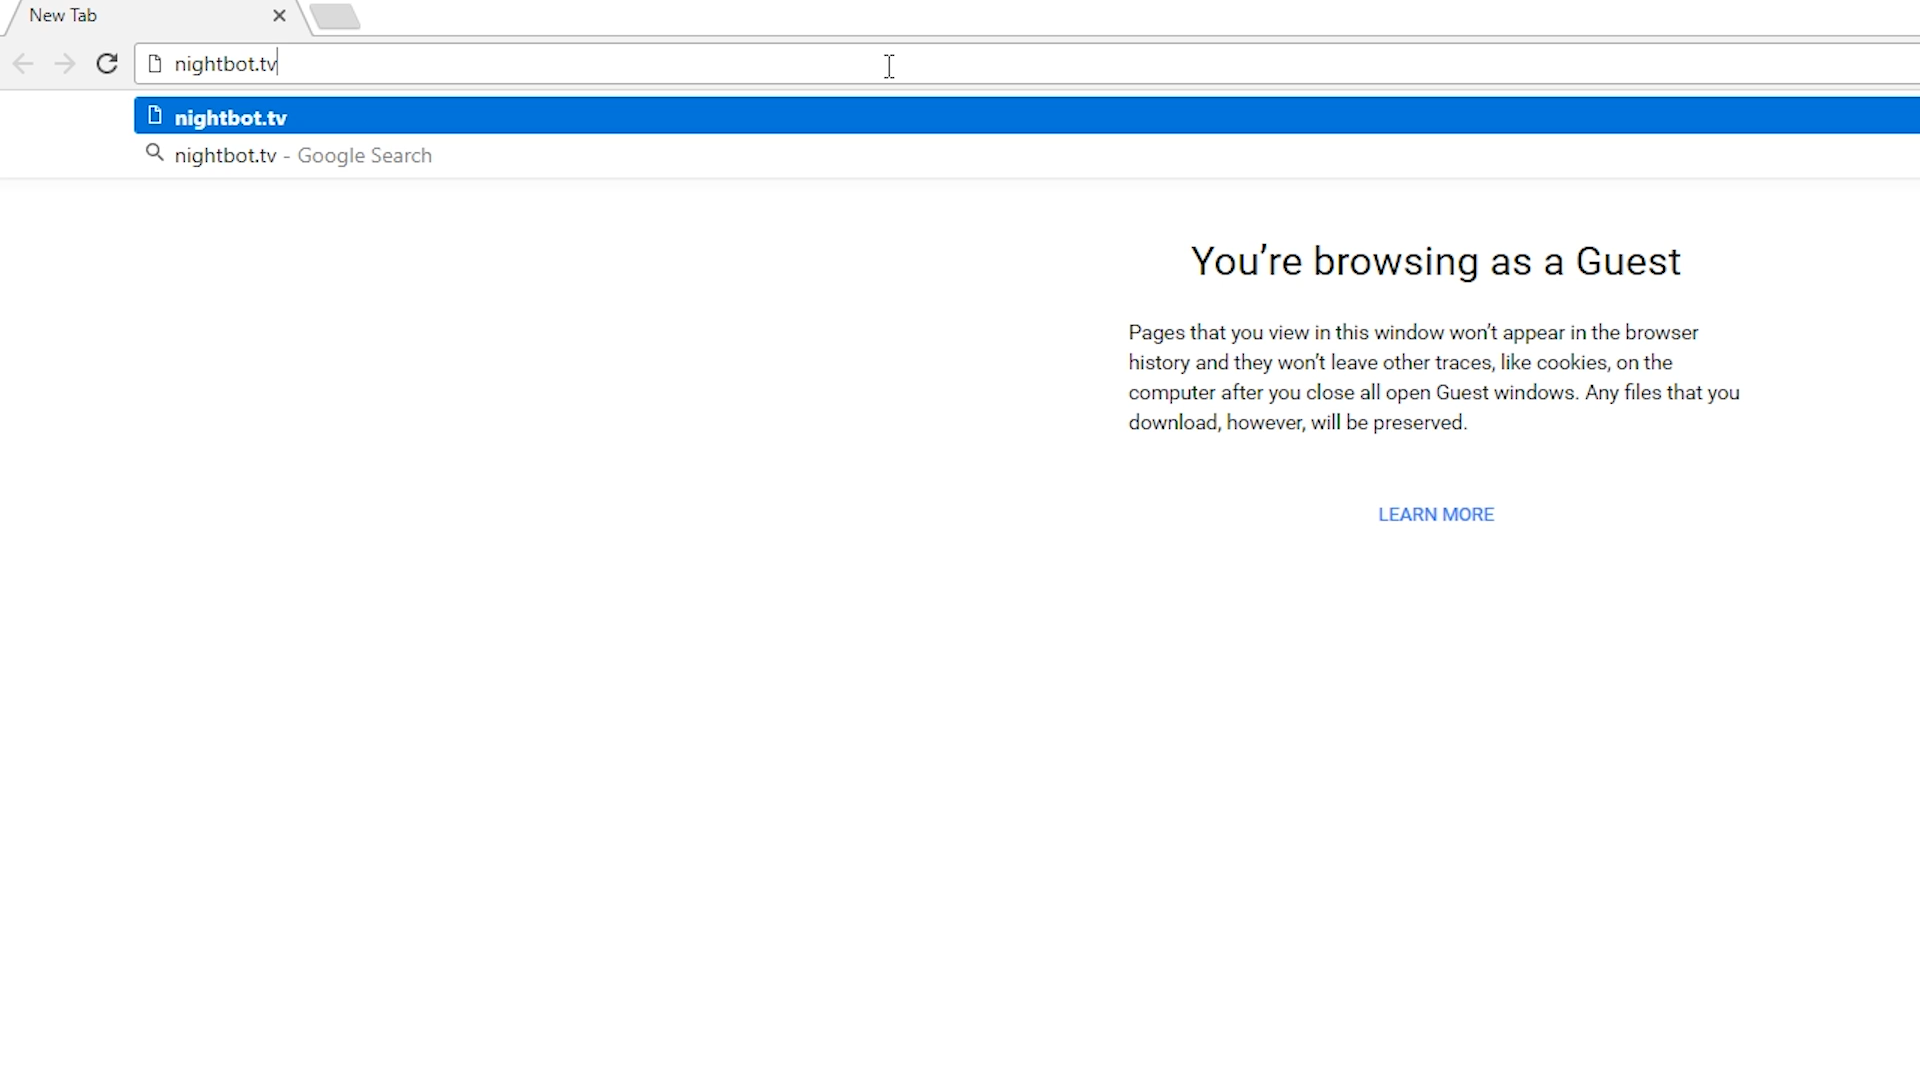 New Tab
nightbot.tv
nightbot.tv
nightbot.tv - Google Search
You’re browsing as a Guest
Pages that you view in this window won’t appear in the browser
history and they won’t leave other traces, like cookies, on the
computer after you close all open Guest windows. Any files that you
download, however, will be preserved.
LEARN MORE